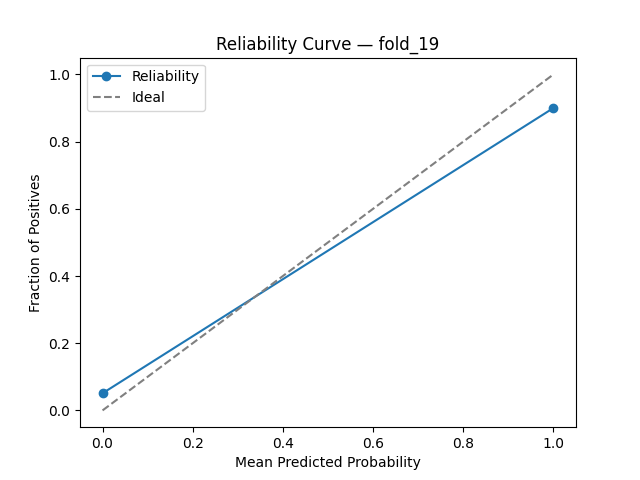 Reliability Curve — fold_19
Reliability
Ideal
1.0
0.8
0.6
0.4
0.2
0.0
Fraction of Positives
0.0 0.2 0.4 0.6 0.8 1.0
Mean Predicted Probability